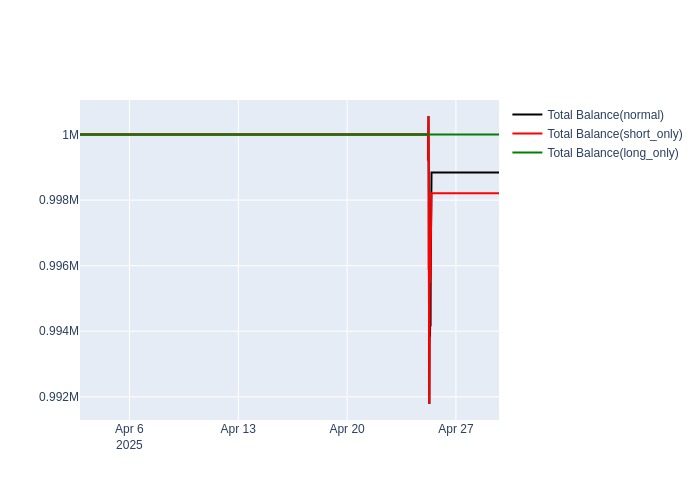 1M
0.998M
0.996M
0.994M
0.992M
Apr 6
2025
Apr 13
Apr 20
Apr 27
Total Balance(normal)
Total Balance(short_only)
Total Balance(long_only)